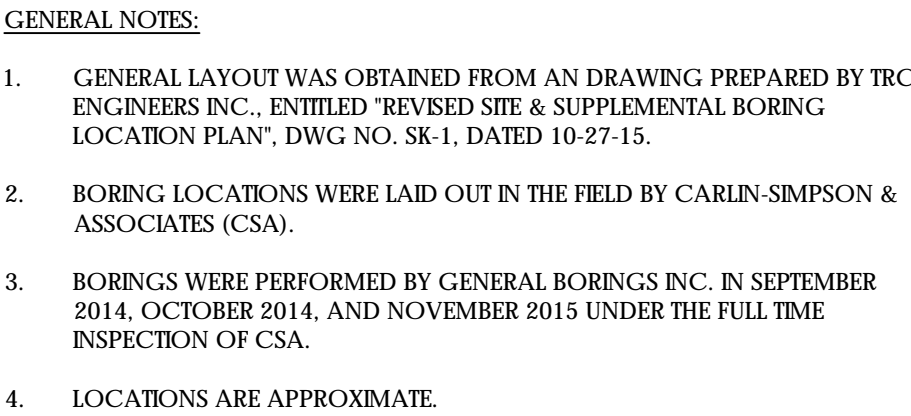 GENERAL NOTES:
1. GENERAL LAYOUT WAS OBTAINED FROM AN DRAWING PREPARED BY TRC
ENGINEERS INC., ENTITLED "REVISED SITE & SUPPLEMENTAL BORING
LOCATION PLAN", DWG NO. SK-1, DATED 10-27-15.
2. BORING LOCATIONS WERE LAID OUT IN THE FIELD BY CARLIN-SIMPSON &
ASSOCIATES (CSA).
3. BORINGS WERE PERFORMED BY GENERAL BORINGS INC. IN SEPTEMBER
2014, OCTOBER 2014, AND NOVEMBER 2015 UNDER THE FULL TIME
INSPECTION OF CSA.
4. LOCATIONS ARE APPROXIMATE.